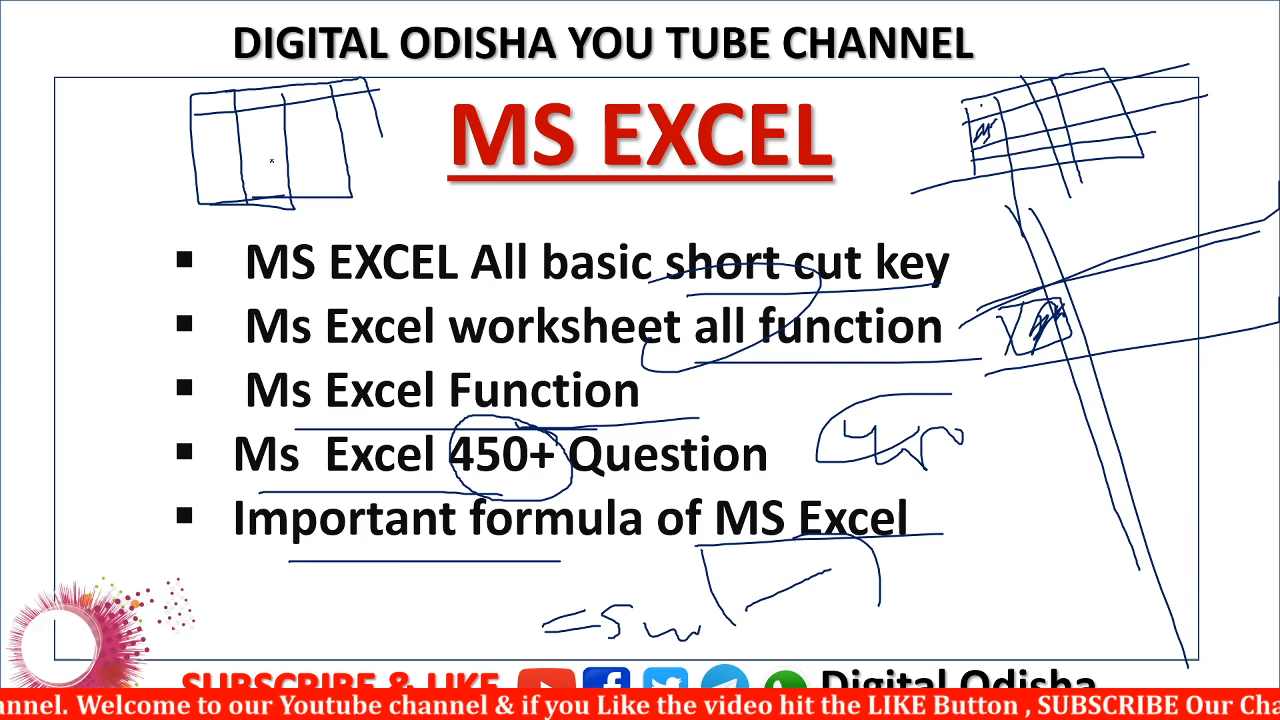 DIGITAL ODISHA YOU TUBE CHANNEL
MS EXCEL
▪ MS EXCEL All basic short cut key
▪ Ms Excel worksheet all function
▪ Ms Excel Function
▪ Ms Excel 450+ Question
▪ Important formula of MS Excel
SUBSCRIBE & LIKE Digital Odisha
annel. Welcome to our Youtube channel & if you Like the video hit the LIKE Button , SUBSCRIBE Our Cha